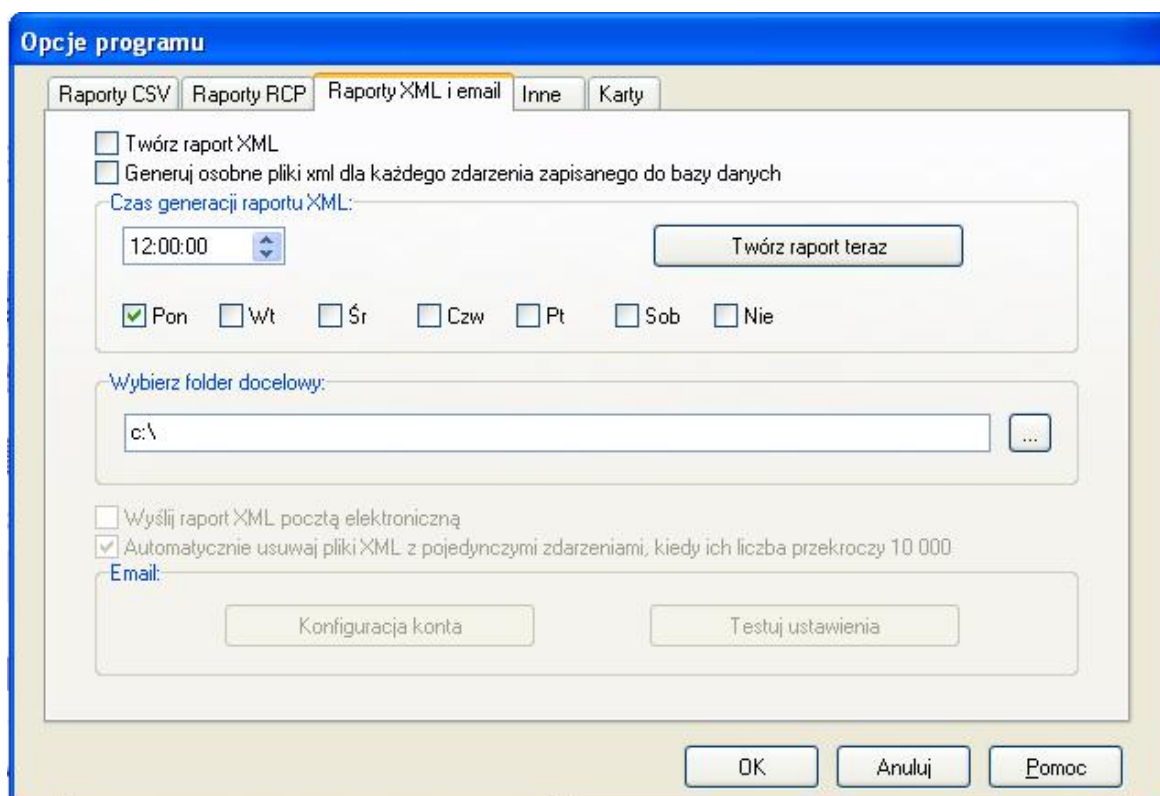 Opcje programu
Raporty CSV Raporty RCP Raporty XML i email Inne Karty
Twórz raport XML
Generuj osobne pliki xml dla każdego zdarzenia zapisanego do bazy danych
Czas generacji raportu XML:
12:00:00 Twórz raport teraz
Pon Wt Śr Czw Pt Sob Nie
Wybierz folder docelowy:
c:\ ...
Wyślij raport XML pocztą elektroniczną
Automatycznie usuwaj pliki XML z pojedynczymi zdarzeniami, kiedy ich liczba przekroczy 10 000
Email:
Konfiguracja konta Testuj ustawienia
OK Anuluj Pomoc